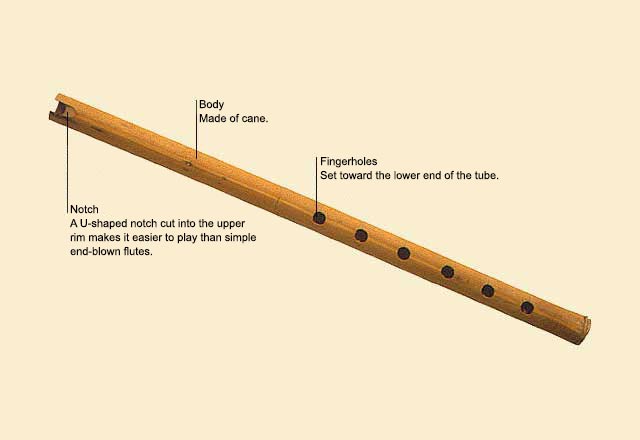 Body
Made of cane.
Fingerholes
Set toward the lower end of the tube.
Notch
A U-shaped notch cut into the upper
rim makes it easier to play than simple
end-blown flutes.